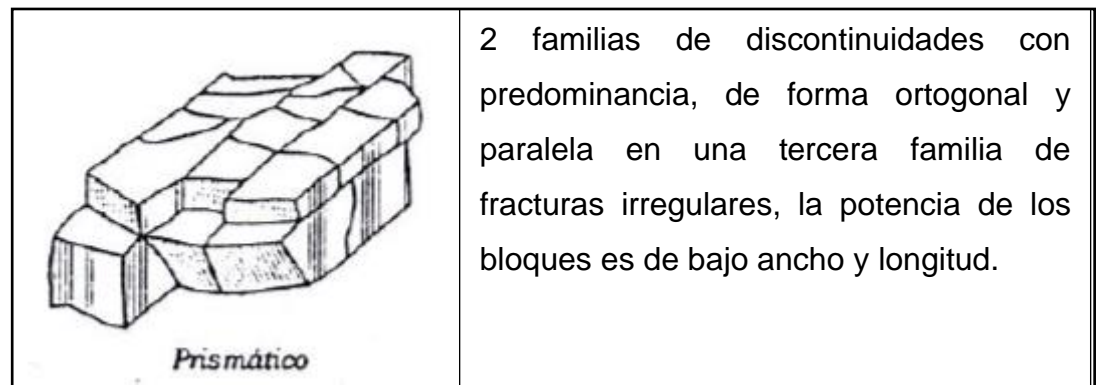 2 familias de discontinuidades con
predominancia, de forma ortogonal y
paralela en una tercera familia de
fracturas irregulares, la potencia de los
bloques es de bajo ancho y longitud.
Prismático